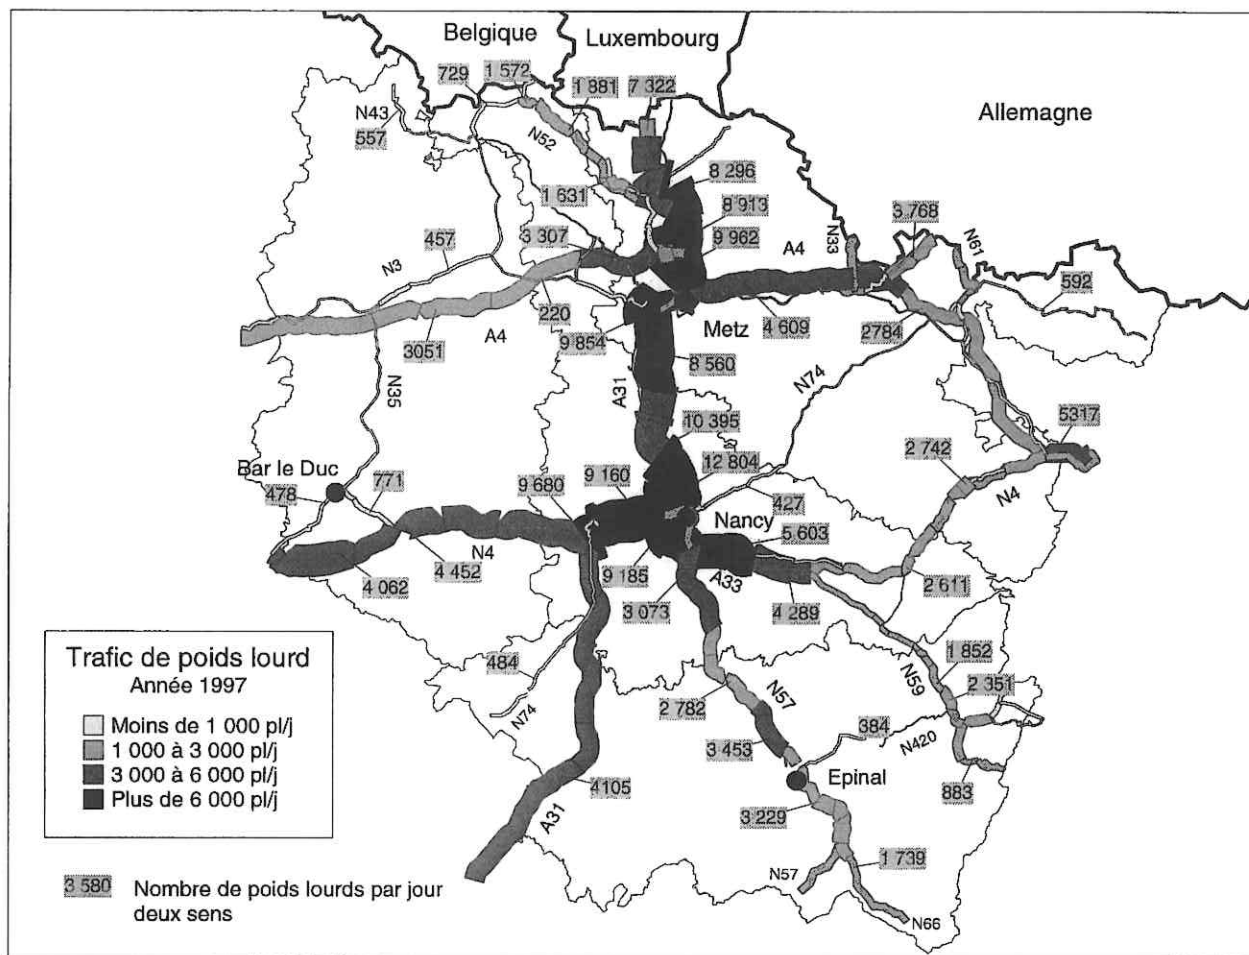 Belgique
Luxembourg
Allemagne
729
1 572
1 881
7 322
N43
557
N52
1 631
8 296
8 913
9 962
3 768
N33
N61
A4
592
457
3 307
N3
220
A4
3051
9 854
Metz
4 609
2784
8 560
N74
N35
A31
10 395
5317
12 804
2 742
Bar le Duc
478
771
9 680
9 160
427
N4
Nancy
5 603
N4
4 062
4 452
9 185
A33
2 611
3 073
4 289
484
N74
1 852
N59
2 351
N57
2 782
384
N420
3 453
Epinal
883
4105
A31
3 229
1 739
N57
N66
Trafic de poids lourd
Année 1997
Moins de 1 000 pl/j
1 000 à 3 000 pl/j
3 000 à 6 000 pl/j
Plus de 6 000 pl/j
3 580 Nombre de poids lourds par jour
deux sens